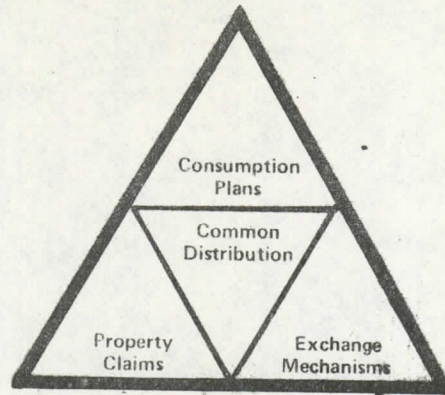 Consumption
Plans
Common
Distribution
Property
Claims
Exchange
Mechanisms